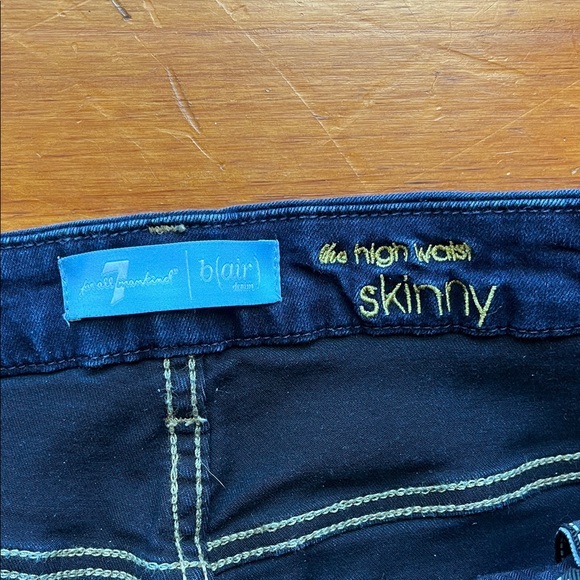 7
for all mankind®
b(air)
denim
the high waist
skinny